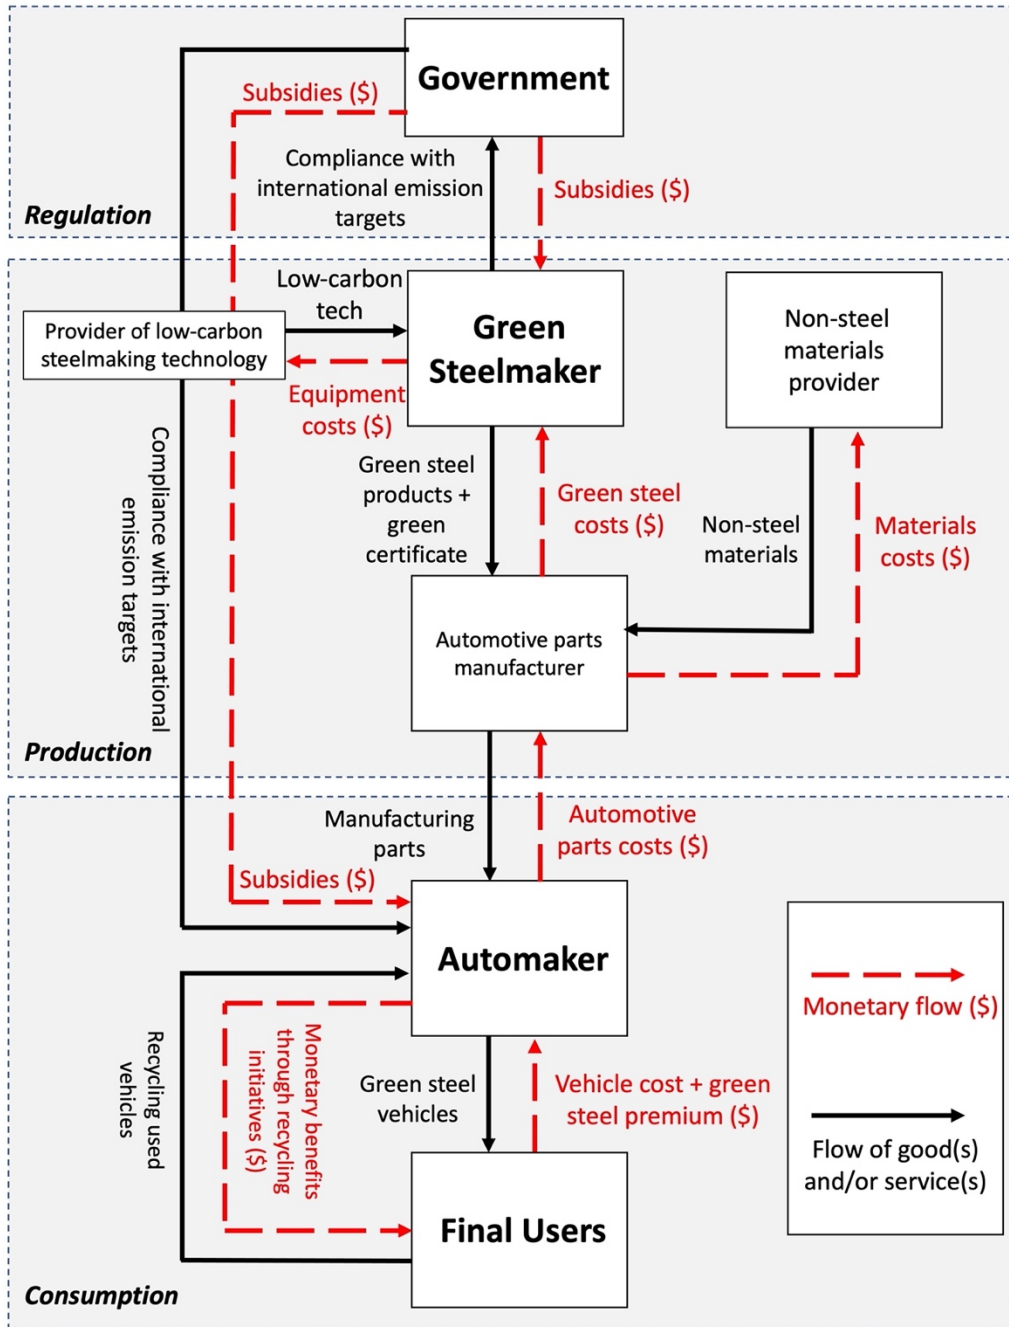 Government
Subsidies ($)
Compliance with
international emission
targets
Subsidies ($)
Regulation
Low-carbon
tech
Provider of low-carbon
steelmaking technology
Green
Steelmaker
Non-steel
materials
provider
Equipment
costs ($)
Compliance with international
emission targets
Green steel
products +
green
certificate
Green steel
costs ($)
Non-steel
materials
Materials
costs ($)
Automotive parts
manufacturer
Production
Manufacturing
parts
Automotive
parts costs ($)
Subsidies ($)
Automaker
Monetary flow ($)
Flow of good(s)
and/or service(s)
Recycling used
vehicles
Monetary benefits
through recycling
initiatives ($)
Green steel
vehicles
Vehicle cost + green
steel premium ($)
Final Users
Consumption